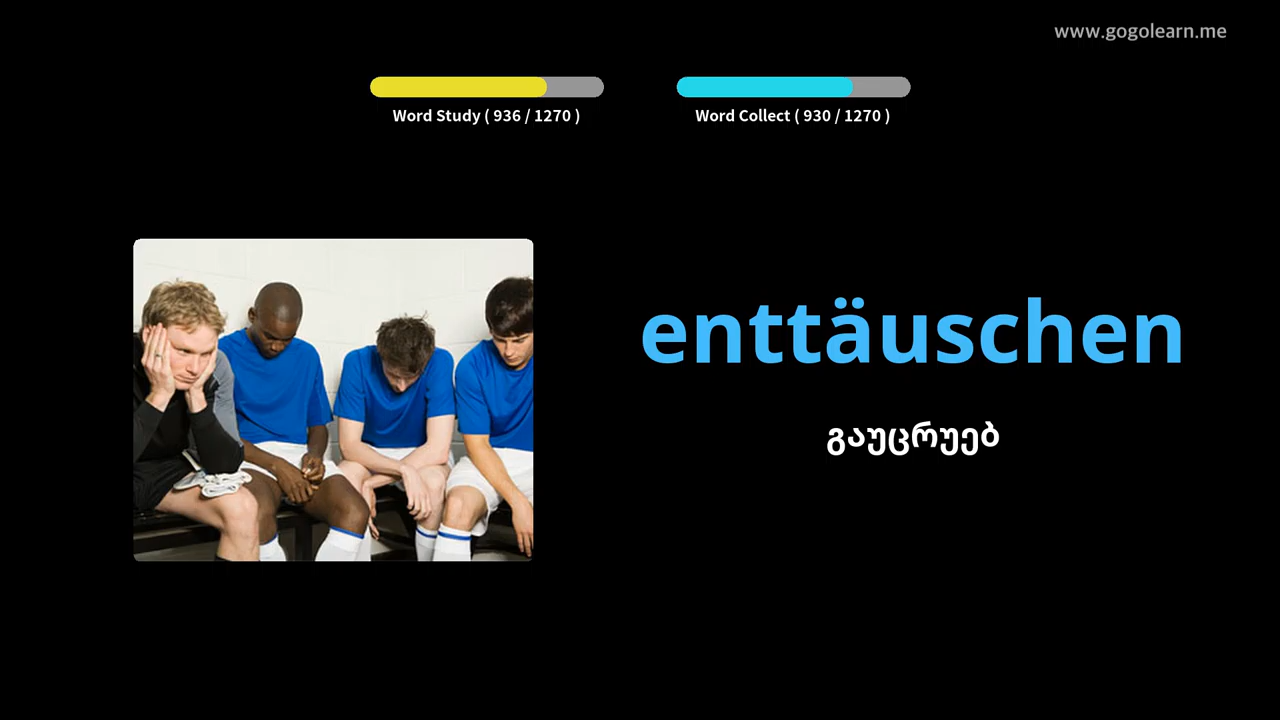 www.gogolearn.me
Word Study ( 936 / 1270 )
Word Collect ( 930 / 1270 )
enttäuschen
გაუცრუებ